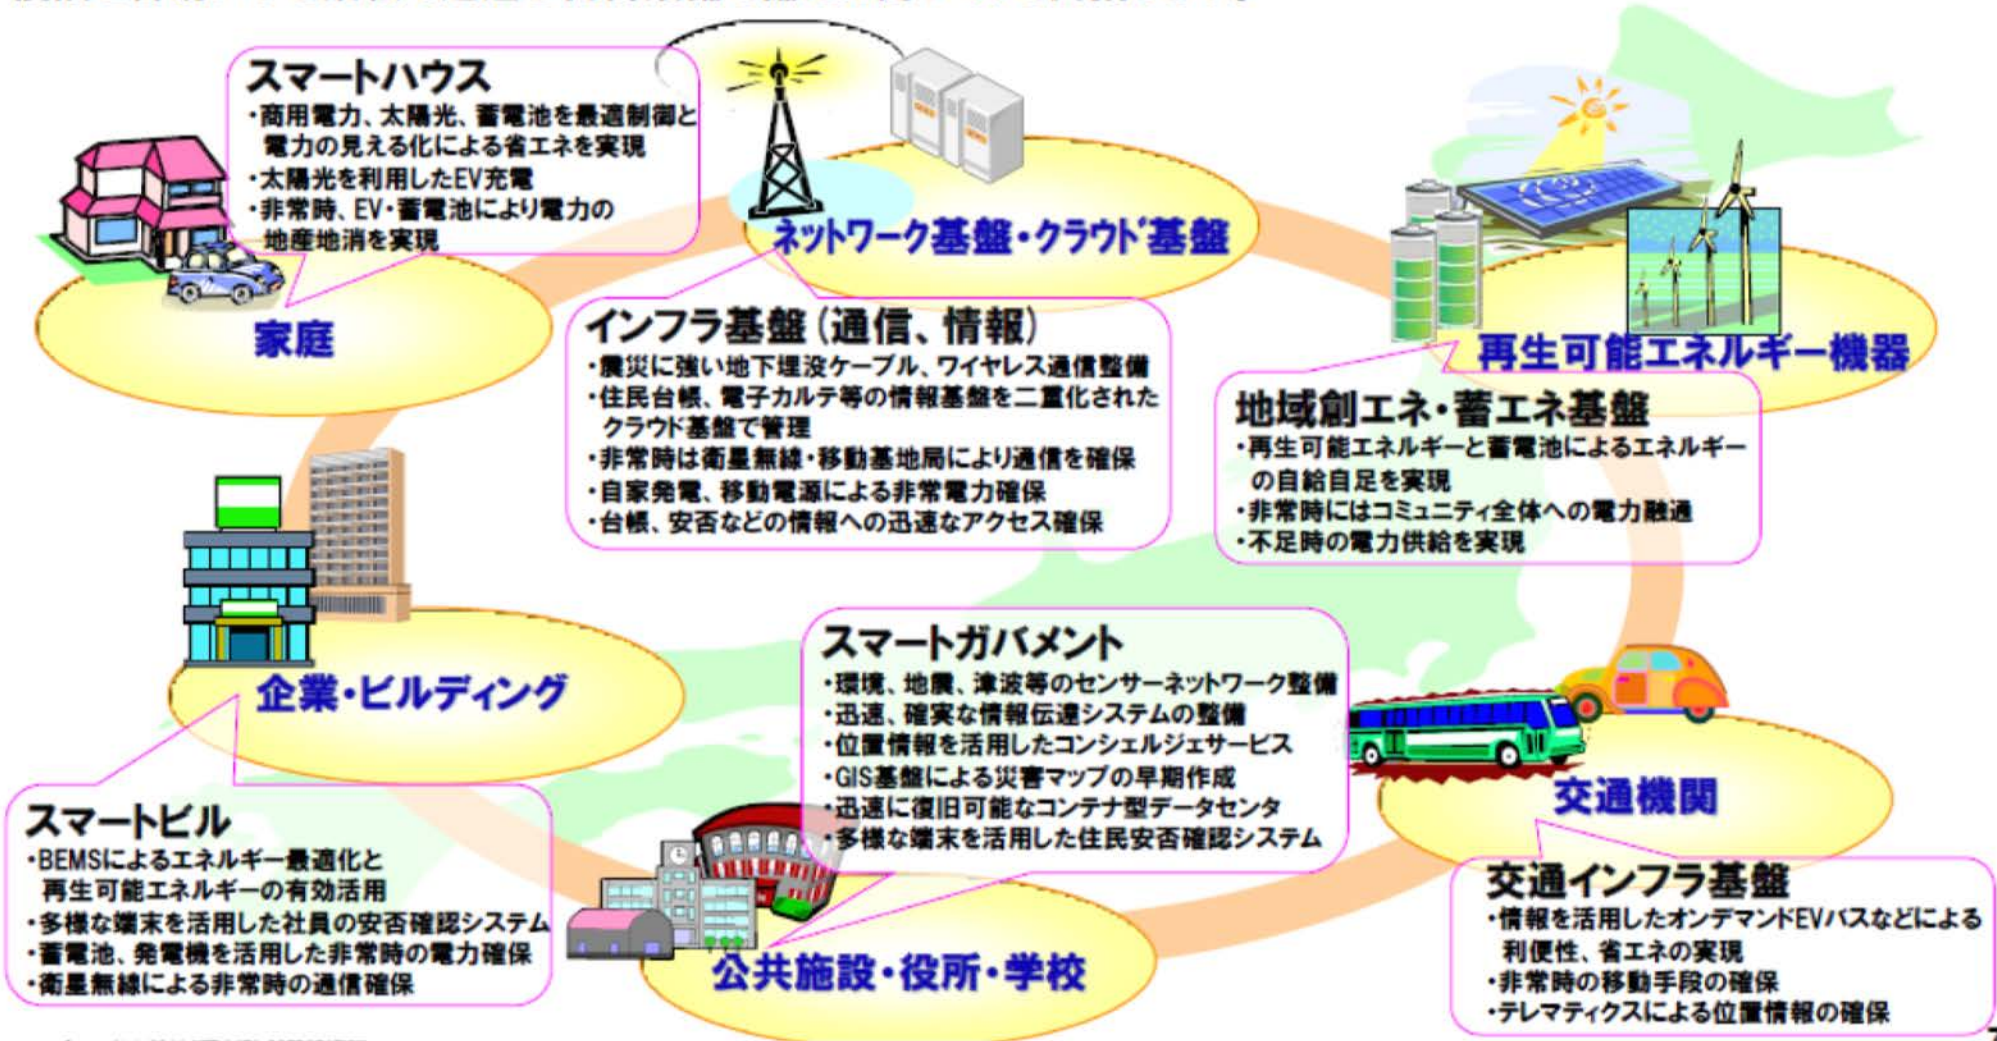 スマートハウス
・商用電力、太陽光、蓄電池を最適制御と
電力の見える化による省エネを実現
・太陽光を利用したEV充電
・非常時、EV・蓄電池により電力の
地産地消を実現
家庭
ネットワーク基盤・クラウド基盤
インフラ基盤(通信、情報)
・震災に強い地下埋没ケーブル、ワイヤレス通信整備
・住民台帳、電子カルテ等の情報基盤を二重化された
クラウド基盤で管理
・非常時は衛星無線・移動基地局により通信を確保
・自家発電、移動電源による非常電力確保
・台帳、安否などの情報への迅速なアクセス確保
再生可能エネルギー機器
地域創エネ・蓄エネ基盤
・再生可能エネルギーと蓄電池によるエネルギー
の自給自足を実現
・非常時にはコミュニティ全体への電力融通
・不足時の電力供給を実現
企業・ビルディング
スマートビル
・BEMSによるエネルギー最適化と
再生可能エネルギーの有効活用
・多様な端末を活用した社員の安否確認システム
・蓄電池、発電機を活用した非常時の電力確保
・衛星無線による非常時の通信確保
スマートガバメント
・環境、地震、津波等のセンサーネットワーク整備
・迅速、確実な情報伝達システムの整備
・位置情報を活用したコンシェルジェサービス
・GIS基盤による災害マップの早期作成
・迅速に復旧可能なコンテナ型データセンタ
・多様な端末を活用した住民安否確認システム
公共施設・役所・学校
交通機関
交通インフラ基盤
・情報を活用したオンデマンドEVバスなどによる
利便性、省エネの実現
・非常時の移動手段の確保
・テレマティクスによる位置情報の確保